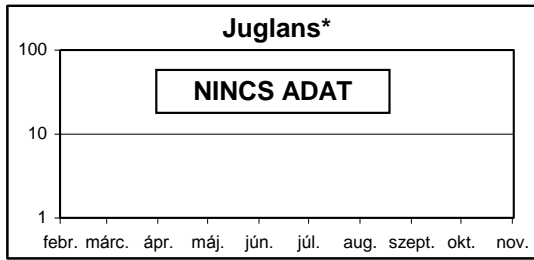 Juglans*
100
NINCS ADAT
10
1
febr. márc. ápr. máj. jún. júl. aug. szept. okt. nov.